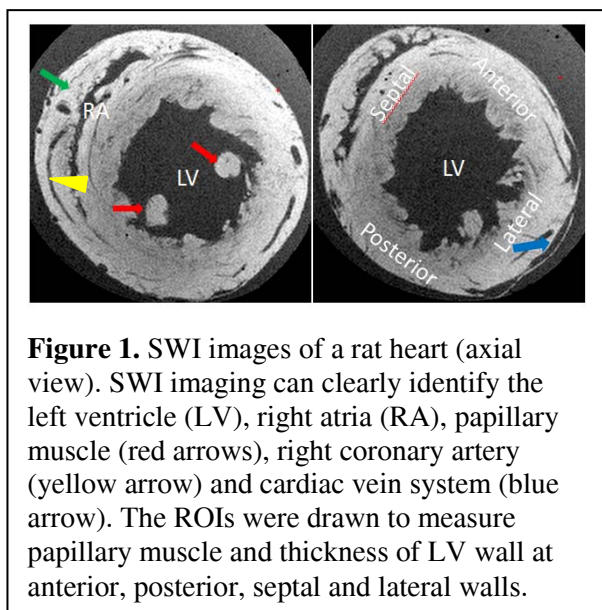 RA
LV
LV
Septal
Anterior
Lateral
Posterior
Figure 1. SWI images of a rat heart (axial
view). SWI imaging can clearly identify the
left ventricle (LV), right atria (RA), papillary
muscle (red arrows), right coronary artery
(yellow arrow) and cardiac vein system (blue
arrow). The ROIs were drawn to measure
papillary muscle and thickness of LV wall at
anterior, posterior, septal and lateral walls.